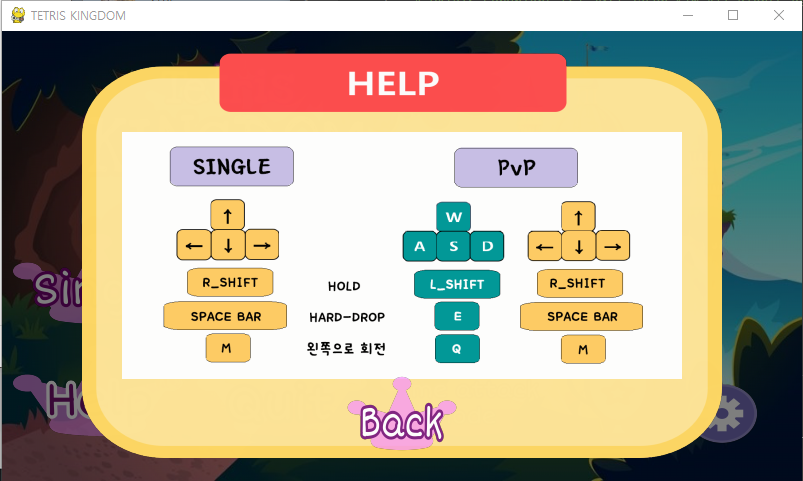 TETRIS KINGDOM
HELP
SINGLE
PvP
↑
← ↓ →
W
A S D
↑
← ↓ →
R_SHIFT
HOLD
L_SHIFT
R_SHIFT
SPACE BAR
HARD-DROP
E
SPACE BAR
M
왼쪽으로 회전
Q
M
Back